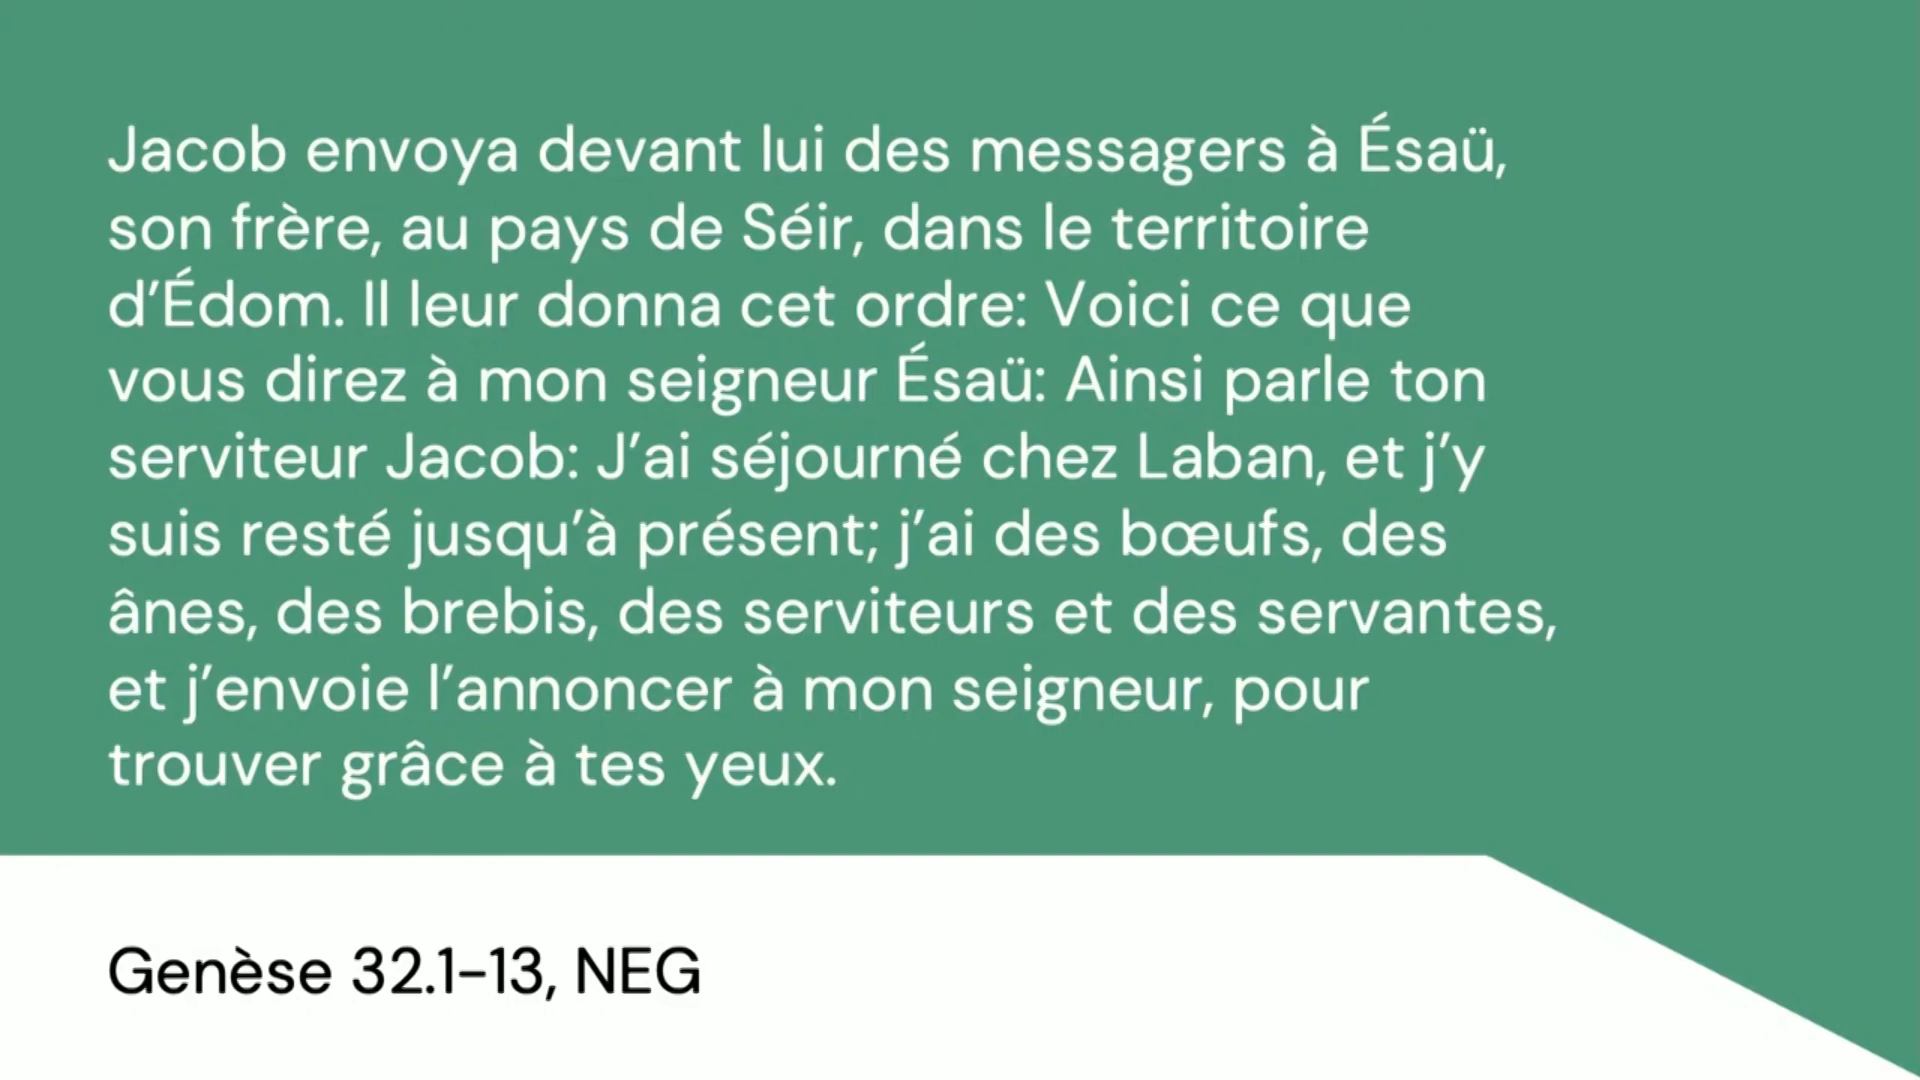 Jacob envoya devant lui des messagers à Ésaü,
son frère, au pays de Séir, dans le territoire
d’Édom. Il leur donna cet ordre: Voici ce que
vous direz à mon seigneur Ésaü: Ainsi parle ton
serviteur Jacob: J’ai séjourné chez Laban, et j’y
suis resté jusqu’à présent; j’ai des bœufs, des
ânes, des brebis, des serviteurs et des servantes,
et j’envoie l’annoncer à mon seigneur, pour
trouver grâce à tes yeux.
Genèse 32.1–13, NEG